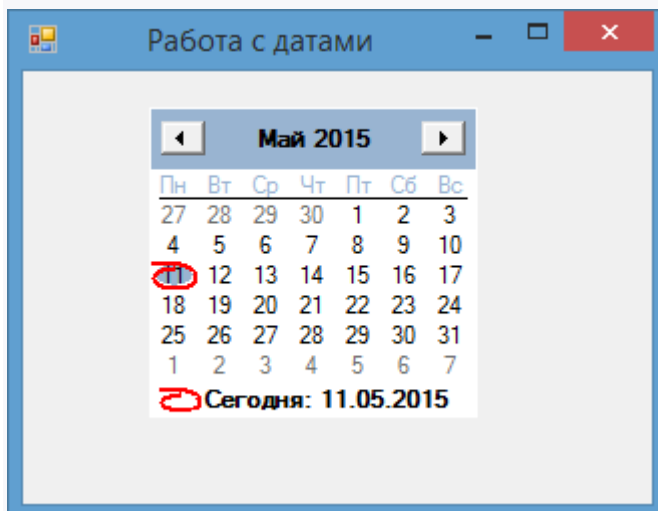 Работа с датами
Май 2015
Пн Вт Ср Чт Пт Сб Вс
27 28 29 30 1 2 3
4 5 6 7 8 9 10
11 12 13 14 15 16 17
18 19 20 21 22 23 24
25 26 27 28 29 30 31
1 2 3 4 5 6 7
Сегодня: 11.05.2015